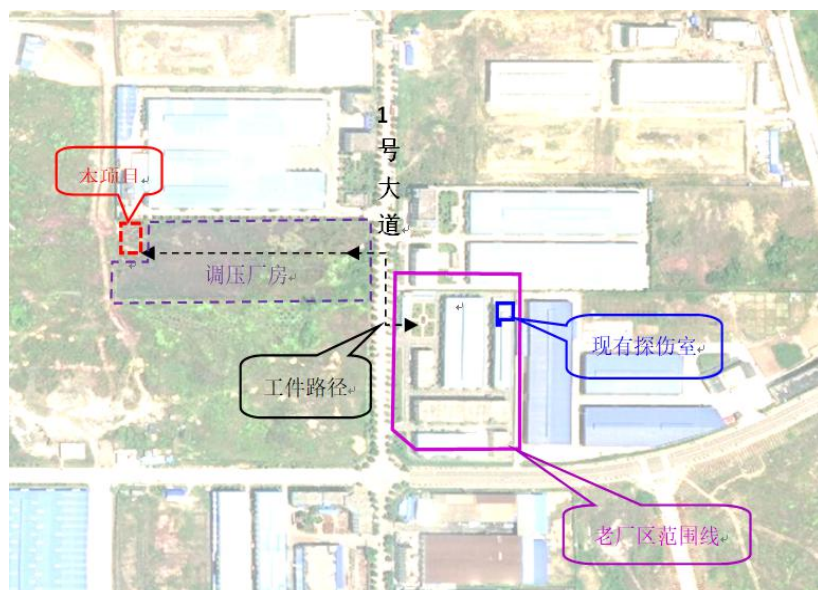 1号大道
本项目
调压厂房
现有探伤室
工件路径
老厂区范围线